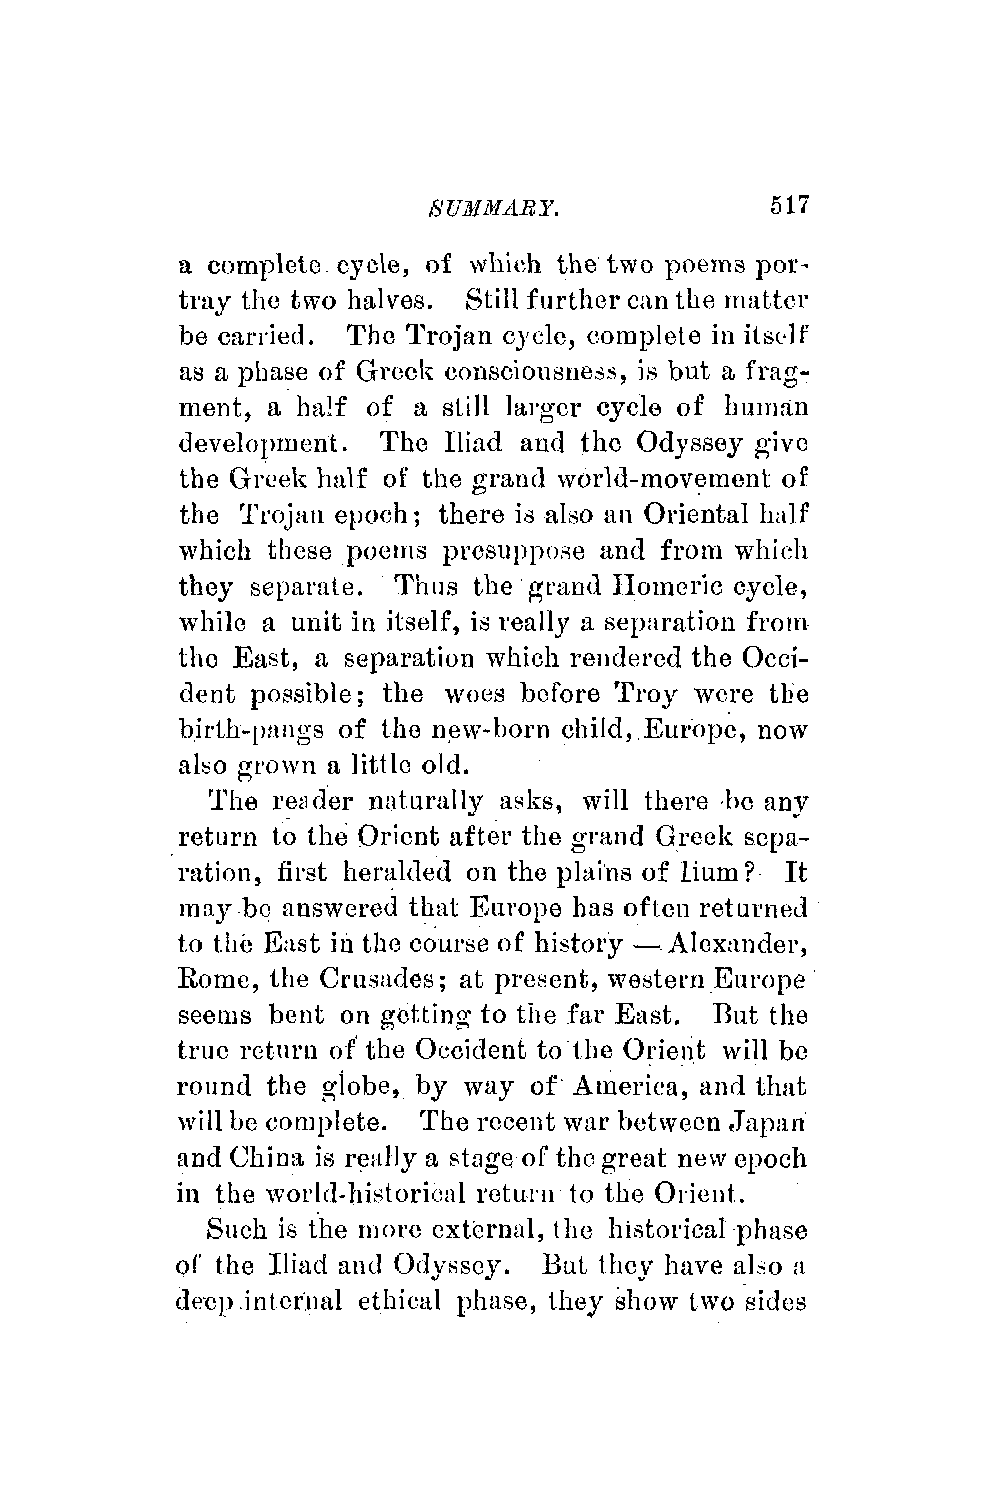 SUMMARY. 517
a complete cycle, of which the two poems por-
tray the two halves. Still further can the matter
be carried. The Trojan cycle, complete in itself
as a phase of Greek consciousness, is but a frag-
ment, a half of a still larger cycle of human
development. The Iliad and the Odyssey give
the Greek half of the grand world-movement of
the Trojan epoch; there is also an Oriental half
which these poems presuppose and from which
they separate. Thus the grand Homeric cycle,
while a unit in itself, is really a separation from
the East, a separation which rendered the Occi-
dent possible; the woes before Troy were the
birth-pangs of the new-born child, Europe, now
also grown a little old.
The reader naturally asks, will there be any
return to the Orient after the grand Greek sepa-
ration, first heralded on the plains of Ilium? It
may be answered that Europe has often returned
to the East in the course of history — Alexander,
Rome, the Crusades; at present, western Europe
seems bent on getting to the far East. But the
true return of the Occident to the Orient will be
round the globe, by way of America, and that
will be complete. The recent war between Japan
and China is really a stage of the great new epoch
in the world-historical return to the Orient.
Such is the more external, the historical phase
of the Iliad and Odyssey. But they have also a
deep internal ethical phase, they show two sides